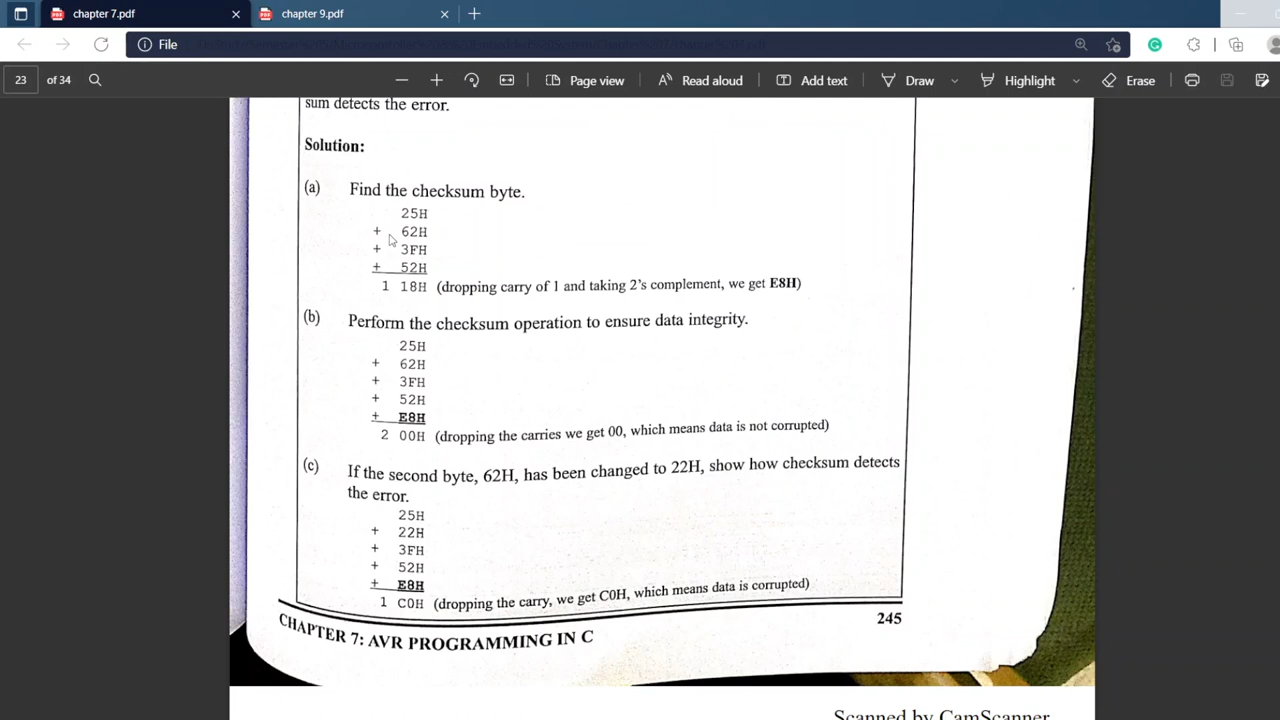 chapter 7.pdf
chapter 9.pdf
File
23 of 34
Page view
Read aloud
Add text
Draw
Highlight
Erase
sum detects the error.
Solution:
(a) Find the checksum byte.
25H
+ 62H
+ 3FH
+ 52H
1 18H (dropping carry of 1 and taking 2's complement, we get E8H)
(b) Perform the checksum operation to ensure data integrity.
25H
+ 62H
+ 3FH
+ 52H
+ E8H
2 00H (dropping the carries we get 00, which means data is not corrupted)
(c) If the second byte, 62H, has been changed to 22H, show how checksum detects
the error.
25H
+ 22H
+ 3FH
+ 52H
+ E8H
1 C0H (dropping the carry, we get C0H, which means data is corrupted)
CHAPTER 7: AVR PROGRAMMING IN C
245
Scanned by CamScanner